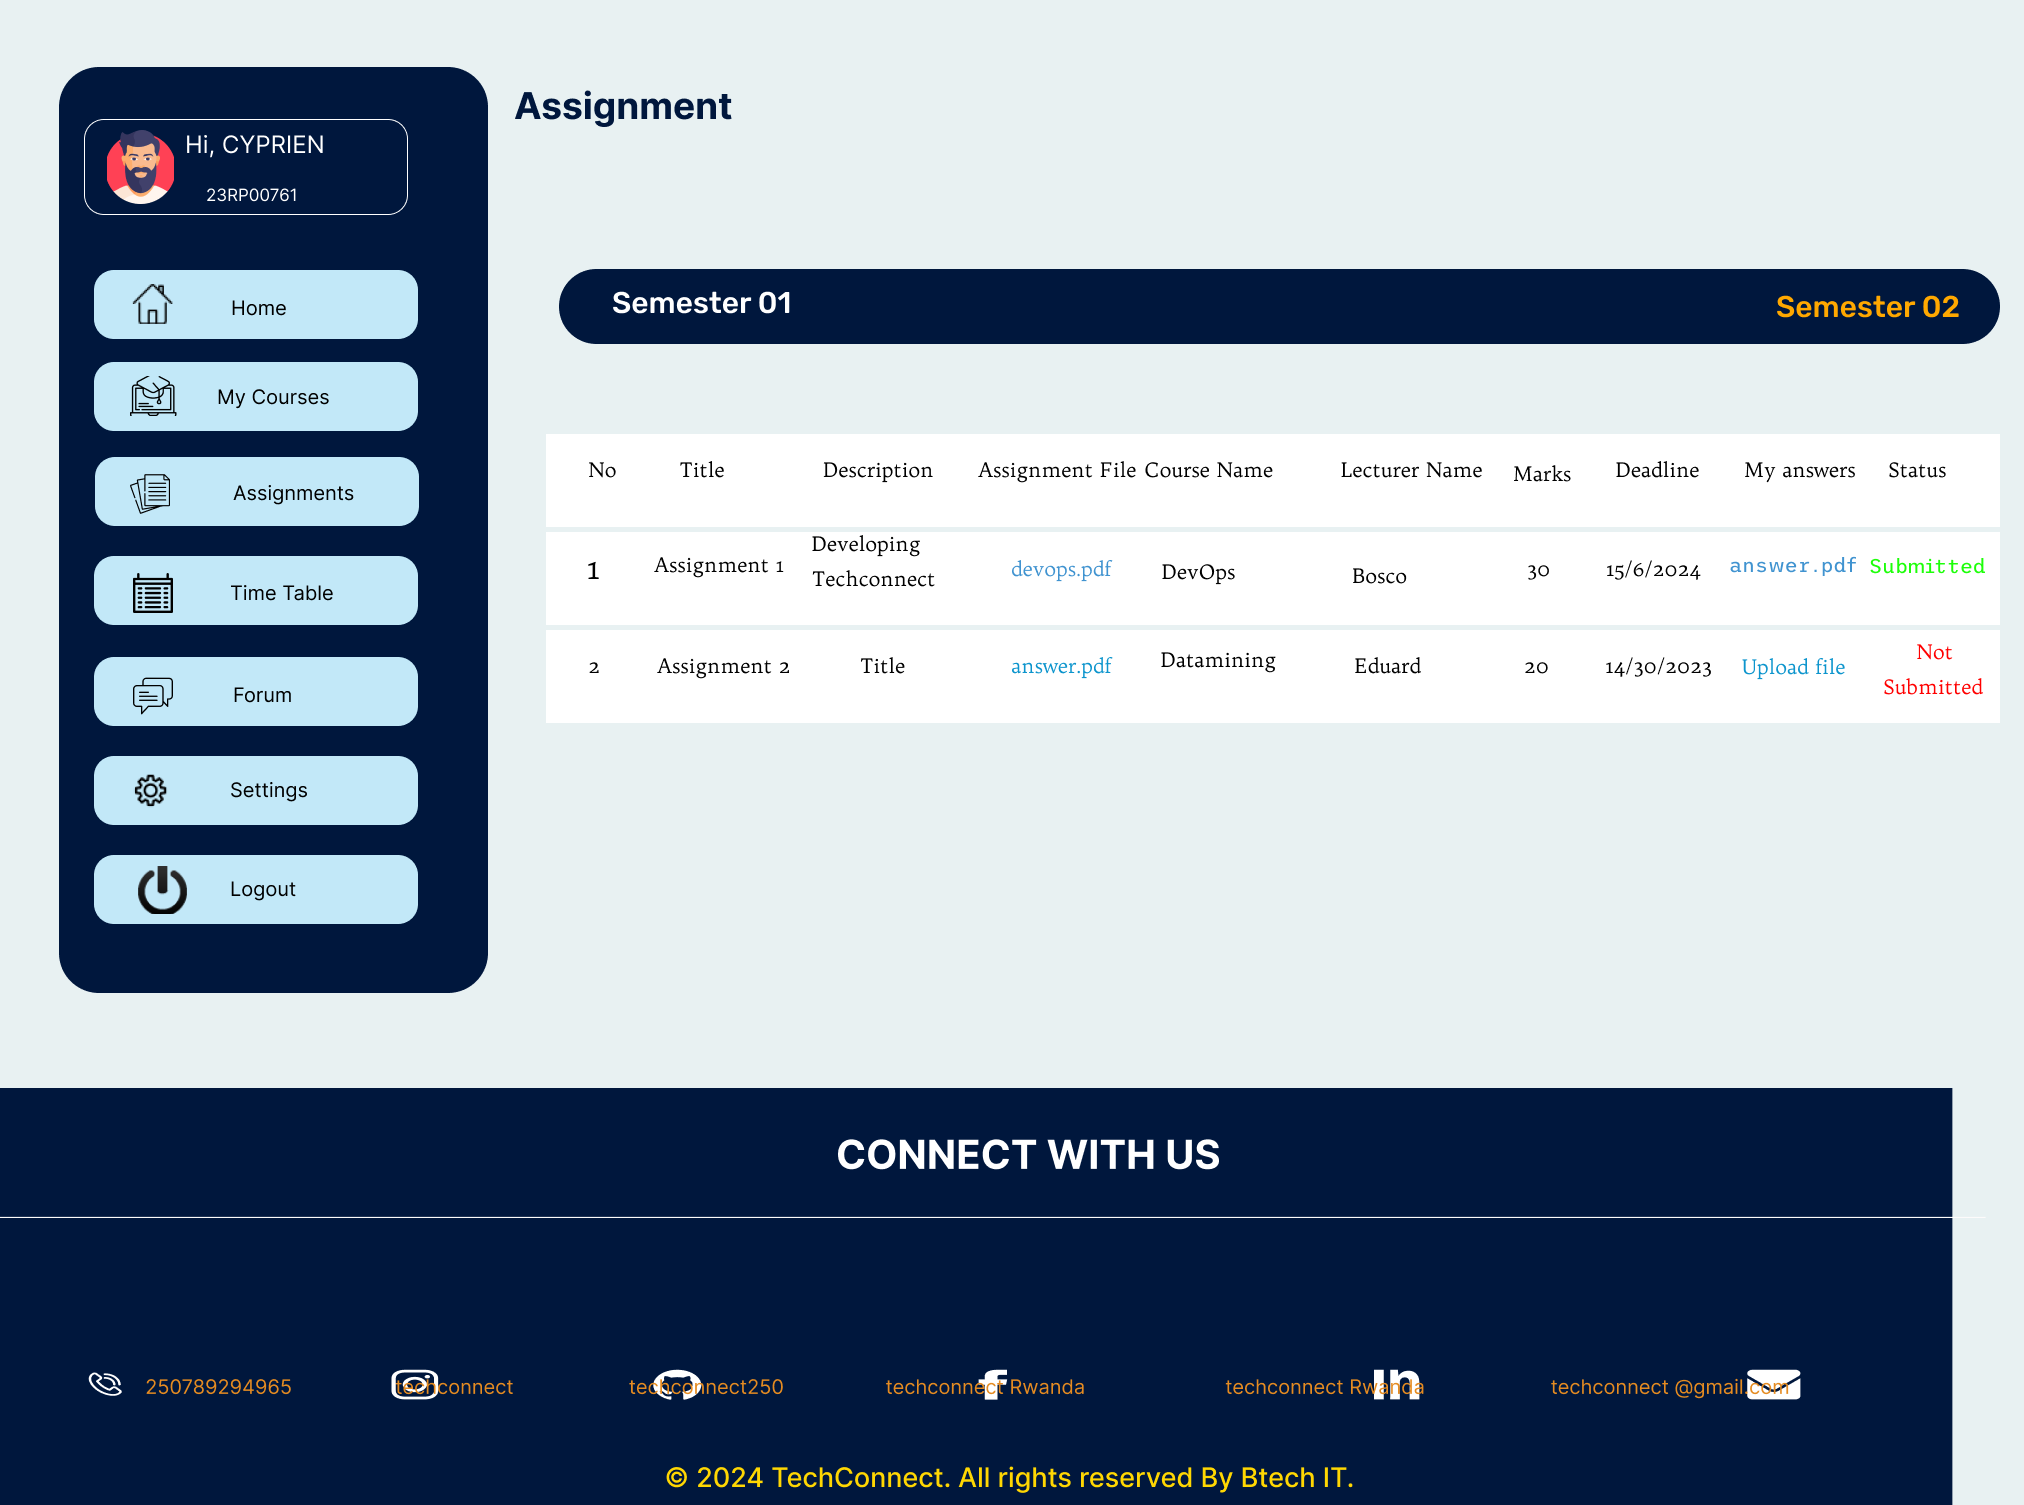 Assignment
Hi, CYPRIEN
23RP00761
Home
My Courses
Assignments
Time Table
Forum
Settings
Logout
Semester 01 Semester 02
No Title Description Assignment File Course Name Lecturer Name Marks Deadline My answers Status
1 Assignment 1 Developing Techconnect devops.pdf DevOps Bosco 30 15/6/2024 answer.pdf Submitted
2 Assignment 2 Title answer.pdf Datamining Eduard 20 14/30/2023 Upload file Not Submitted
CONNECT WITH US
250789294965 techconnect techconnect250 techconnect Rwanda techconnect Rwanda techconnect @gmail.com
© 2024 TechConnect. All rights reserved By Btech IT.